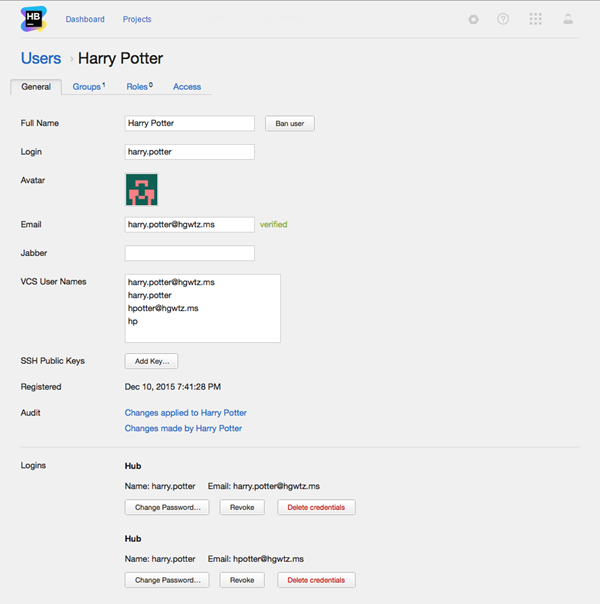 HB
Dashboard Projects
Users › Harry Potter
General Groups 1 Roles 0 Access
Full Name Harry Potter Ban user
Login harry.potter
Avatar
Email harry.potter@hgwtz.ms verified
Jabber
VCS User Names harry.potter@hgwtz.ms
harry.potter
hpotter@hgwtz.ms
hp
SSH Public Keys Add Key...
Registered Dec 10, 2015 7:41:28 PM
Audit Changes applied to Harry Potter
Changes made by Harry Potter
Logins Hub
Name: harry.potter Email: harry.potter@hgwtz.ms
Change Password... Revoke Delete credentials
Hub
Name: harry.potter Email: hpotter@hgwtz.ms
Change Password... Revoke Delete credentials